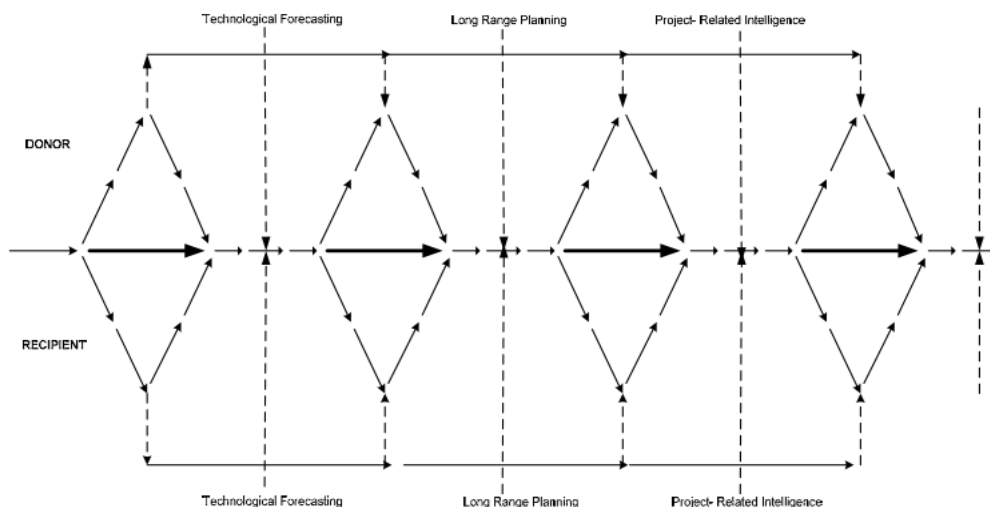 Technological Forecasting
Long Range Planning
Project- Related Intelligence
DONOR
RECIPIENT
Technological Forecasting
Long Range Planning
Project- Related Intelligence